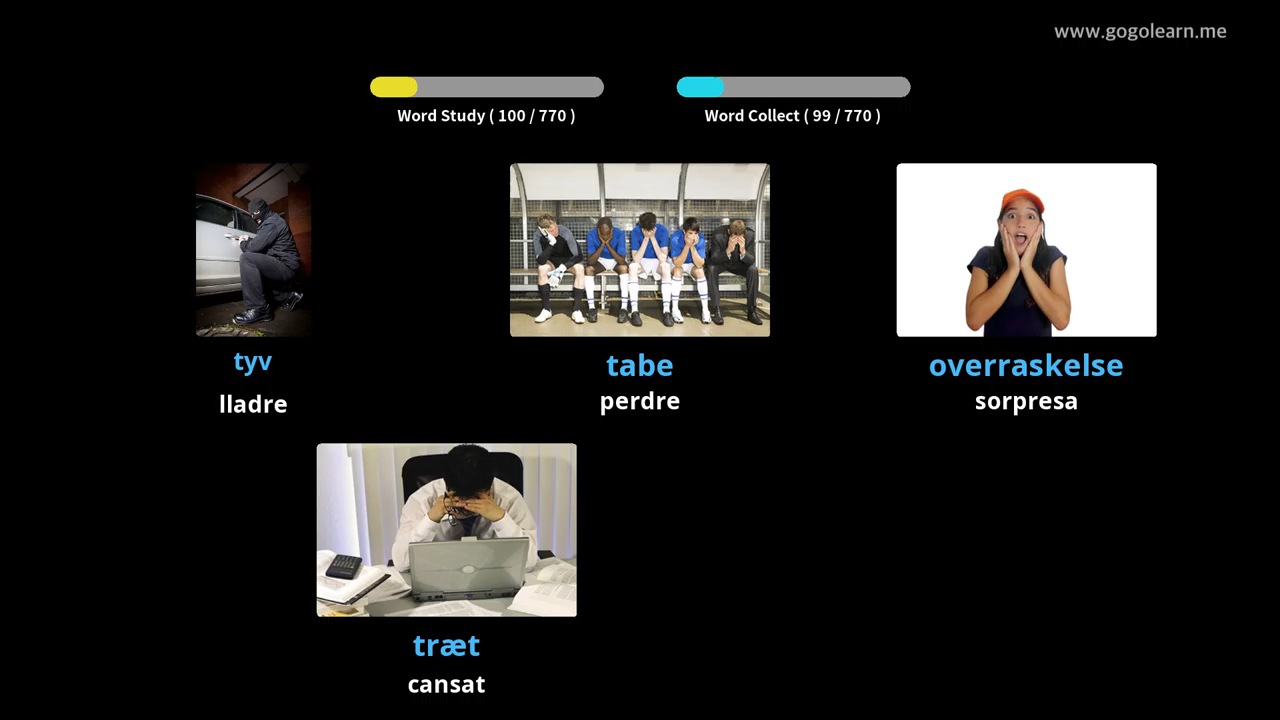 www.gogolearn.me
Word Study ( 100 / 770 )
Word Collect ( 99 / 770 )
tyv
lladre
tabe
perdre
overraskelse
sorpresa
træt
cansat